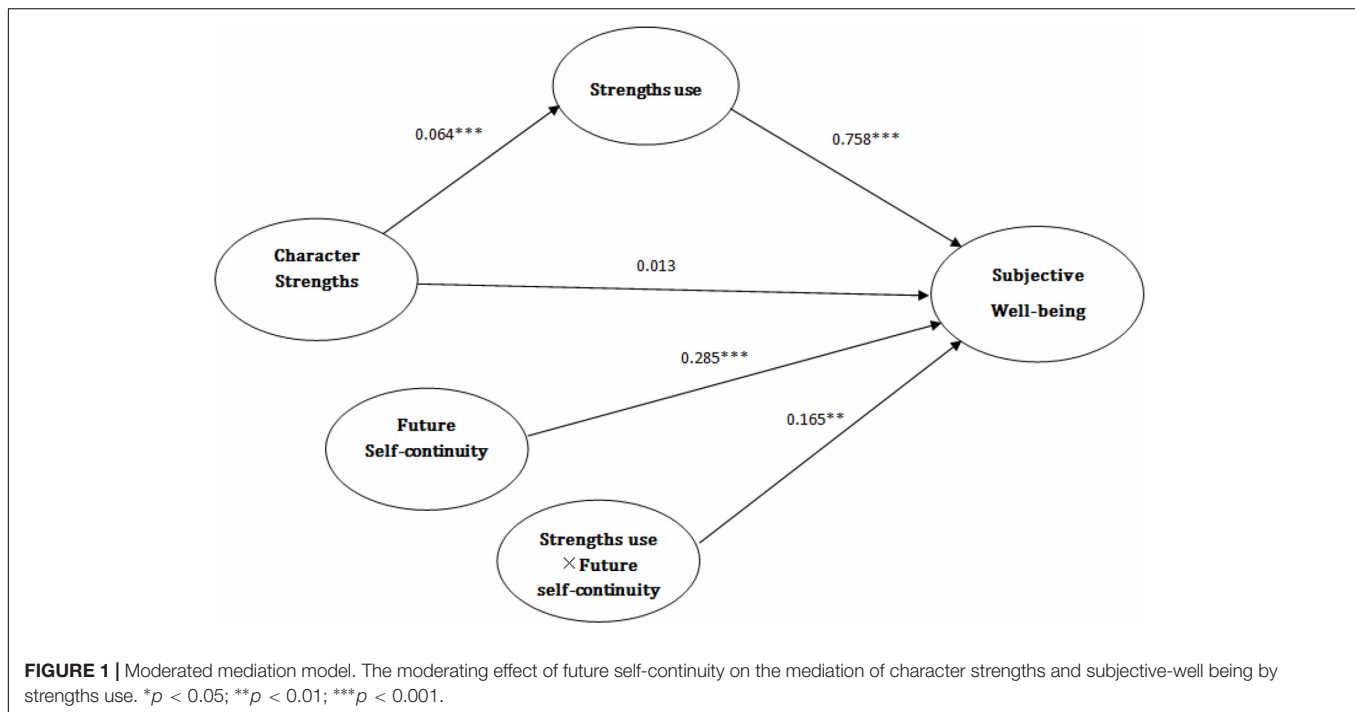 Strengths use
0.064***
0.758***
Character
Strengths
0.013
Subjective
Well-being
0.285***
Future
Self-continuity
0.165**
Strengths use
×Future
self-continuity
FIGURE 1 | Moderated mediation model. The moderating effect of future self-continuity on the mediation of character strengths and subjective-well being by
strengths use. *p < 0.05; **p < 0.01; ***p < 0.001.